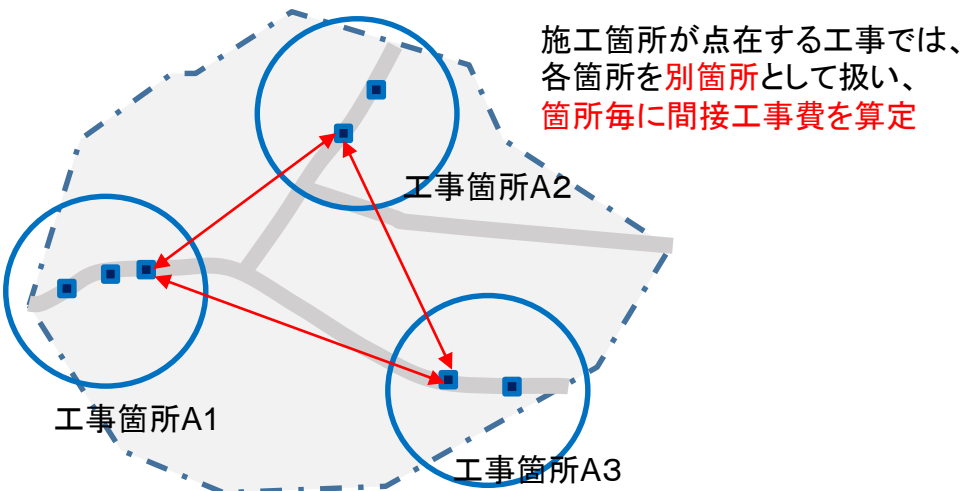 施工箇所が点在する工事では、
各箇所を別箇所として扱い、
箇所毎に間接工事費を算定
工事箇所A2
工事箇所A1
工事箇所A3